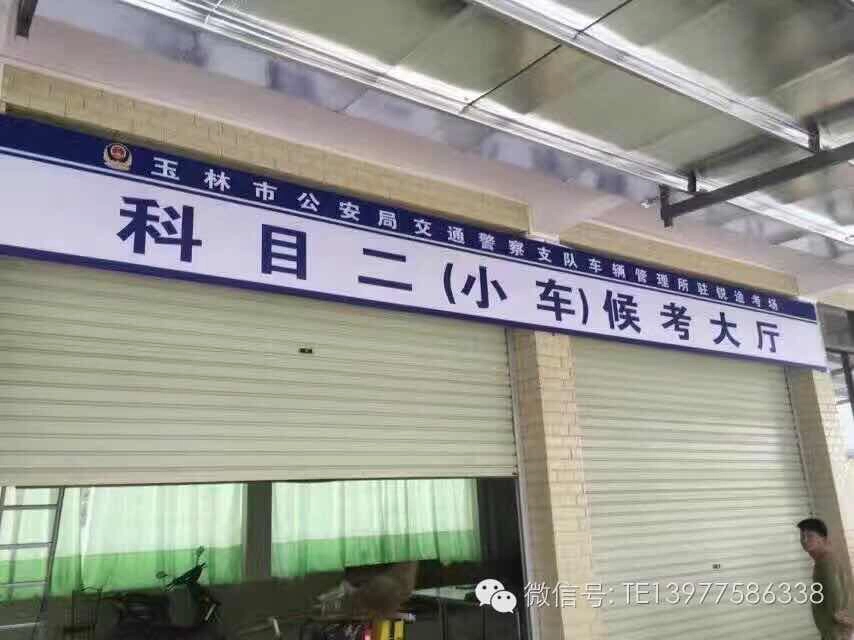 玉林市公安局交通警察支队车辆管理所驻锐途考场
科目二(小车)候考大厅
微信号: TE13977586338